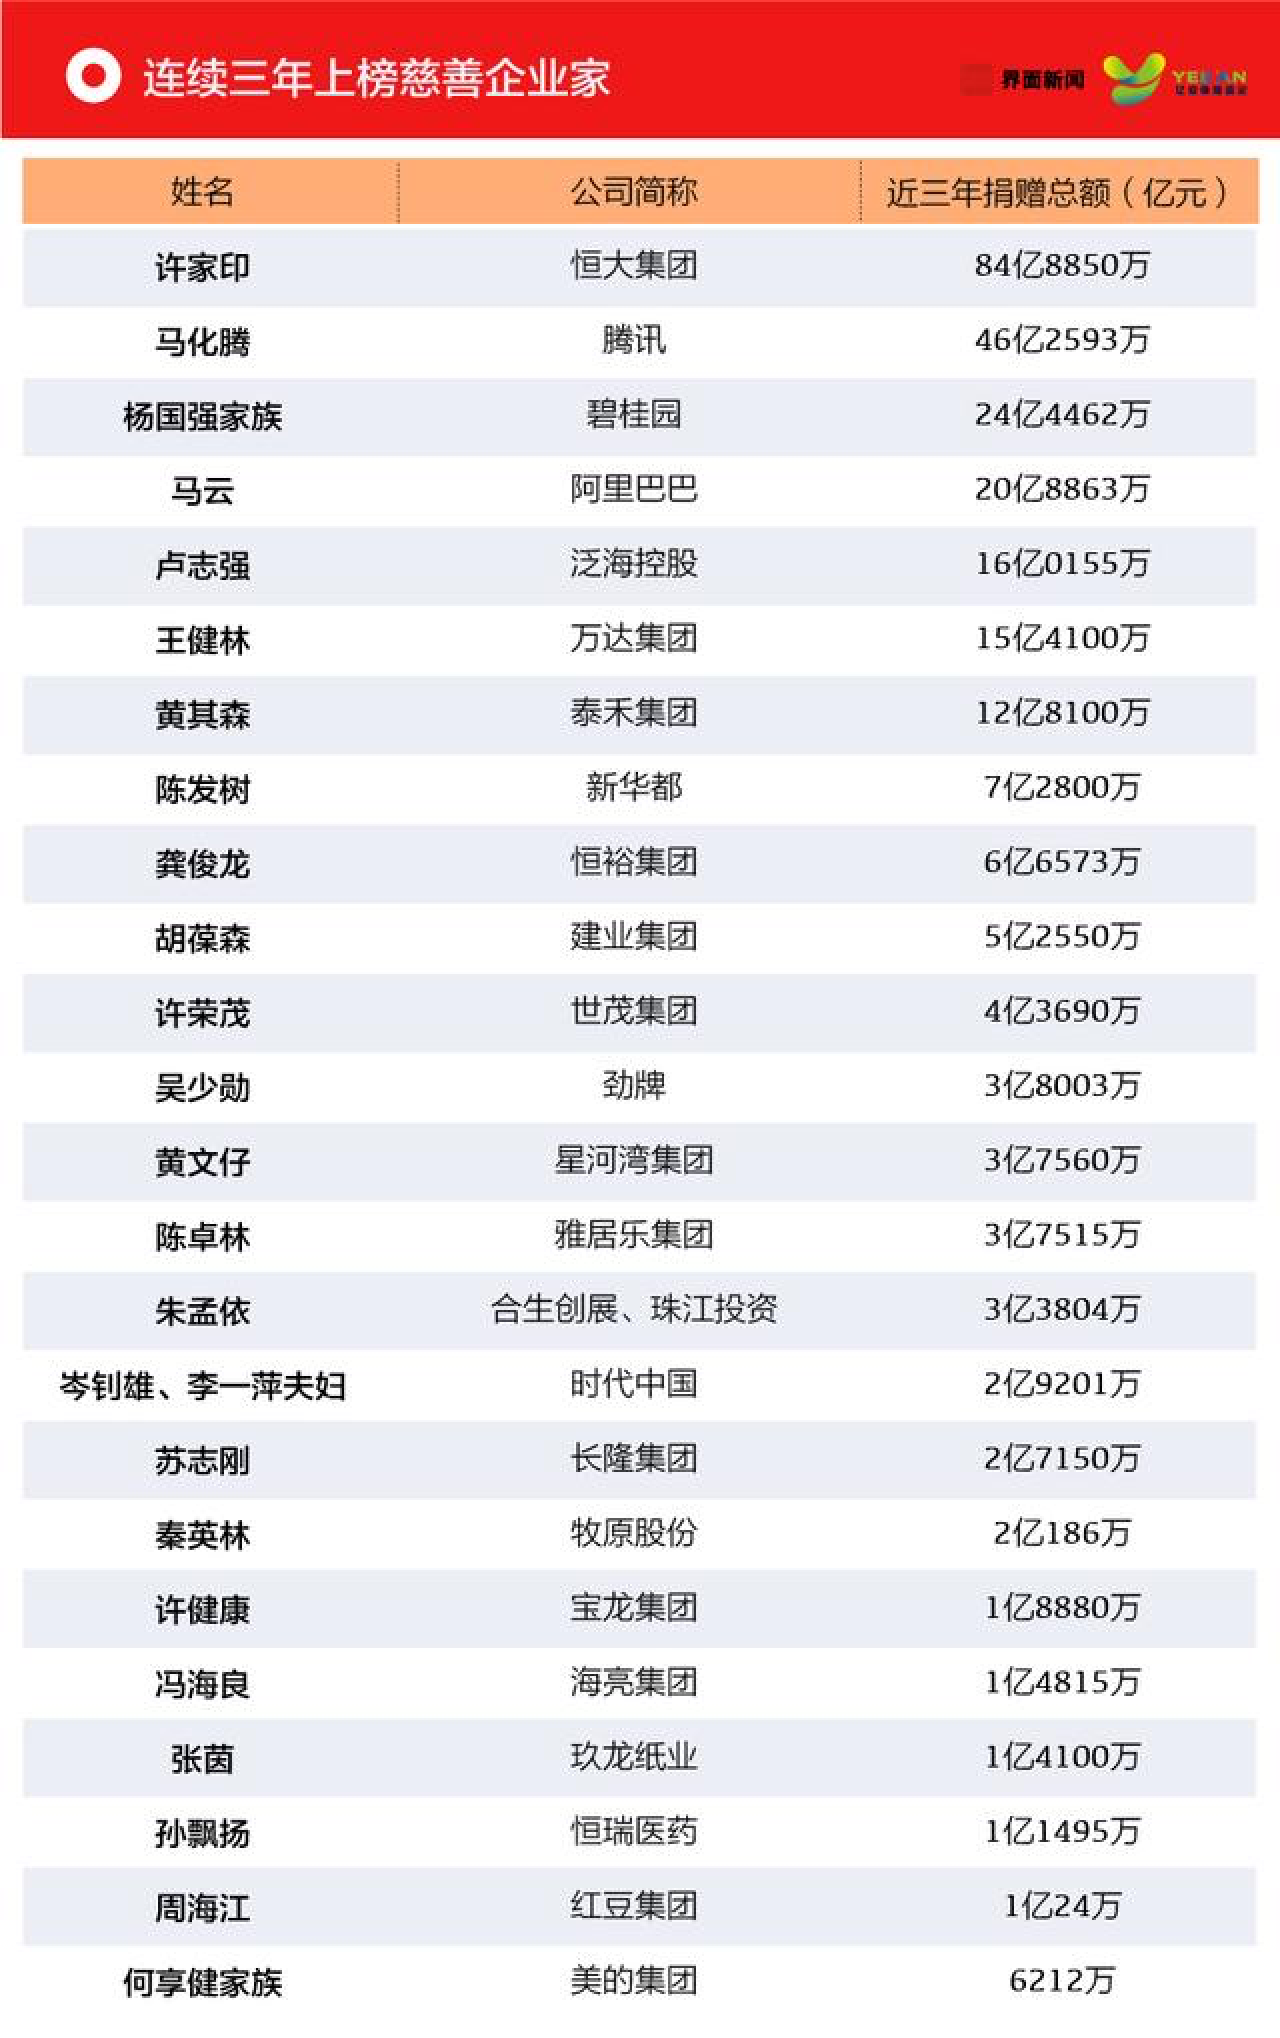 连续三年上榜慈善企业家
界面新闻
姓名 公司简称 近三年捐赠总额（亿元）
许家印 恒大集团 84亿8850万
马化腾 腾讯 46亿2593万
杨国强家族 碧桂园 24亿4462万
马云 阿里巴巴 20亿8863万
卢志强 泛海控股 16亿0155万
王健林 万达集团 15亿4100万
黄其森 泰禾集团 12亿8100万
陈发树 新华都 7亿2800万
龚俊龙 恒裕集团 6亿6573万
胡葆森 建业集团 5亿2550万
许荣茂 世茂集团 4亿3690万
吴少勋 劲牌 3亿8003万
黄文仔 星河湾集团 3亿7560万
陈卓林 雅居乐集团 3亿7515万
朱孟依 合生创展、珠江投资 3亿3804万
岑钊雄、李一萍夫妇 时代中国 2亿9201万
苏志刚 长隆集团 2亿7150万
秦英林 牧原股份 2亿186万
许健康 宝龙集团 1亿8880万
冯海良 海亮集团 1亿4815万
张茵 玖龙纸业 1亿4100万
孙飘扬 恒瑞医药 1亿1495万
周海江 红豆集团 1亿24万
何享健家族 美的集团 6212万